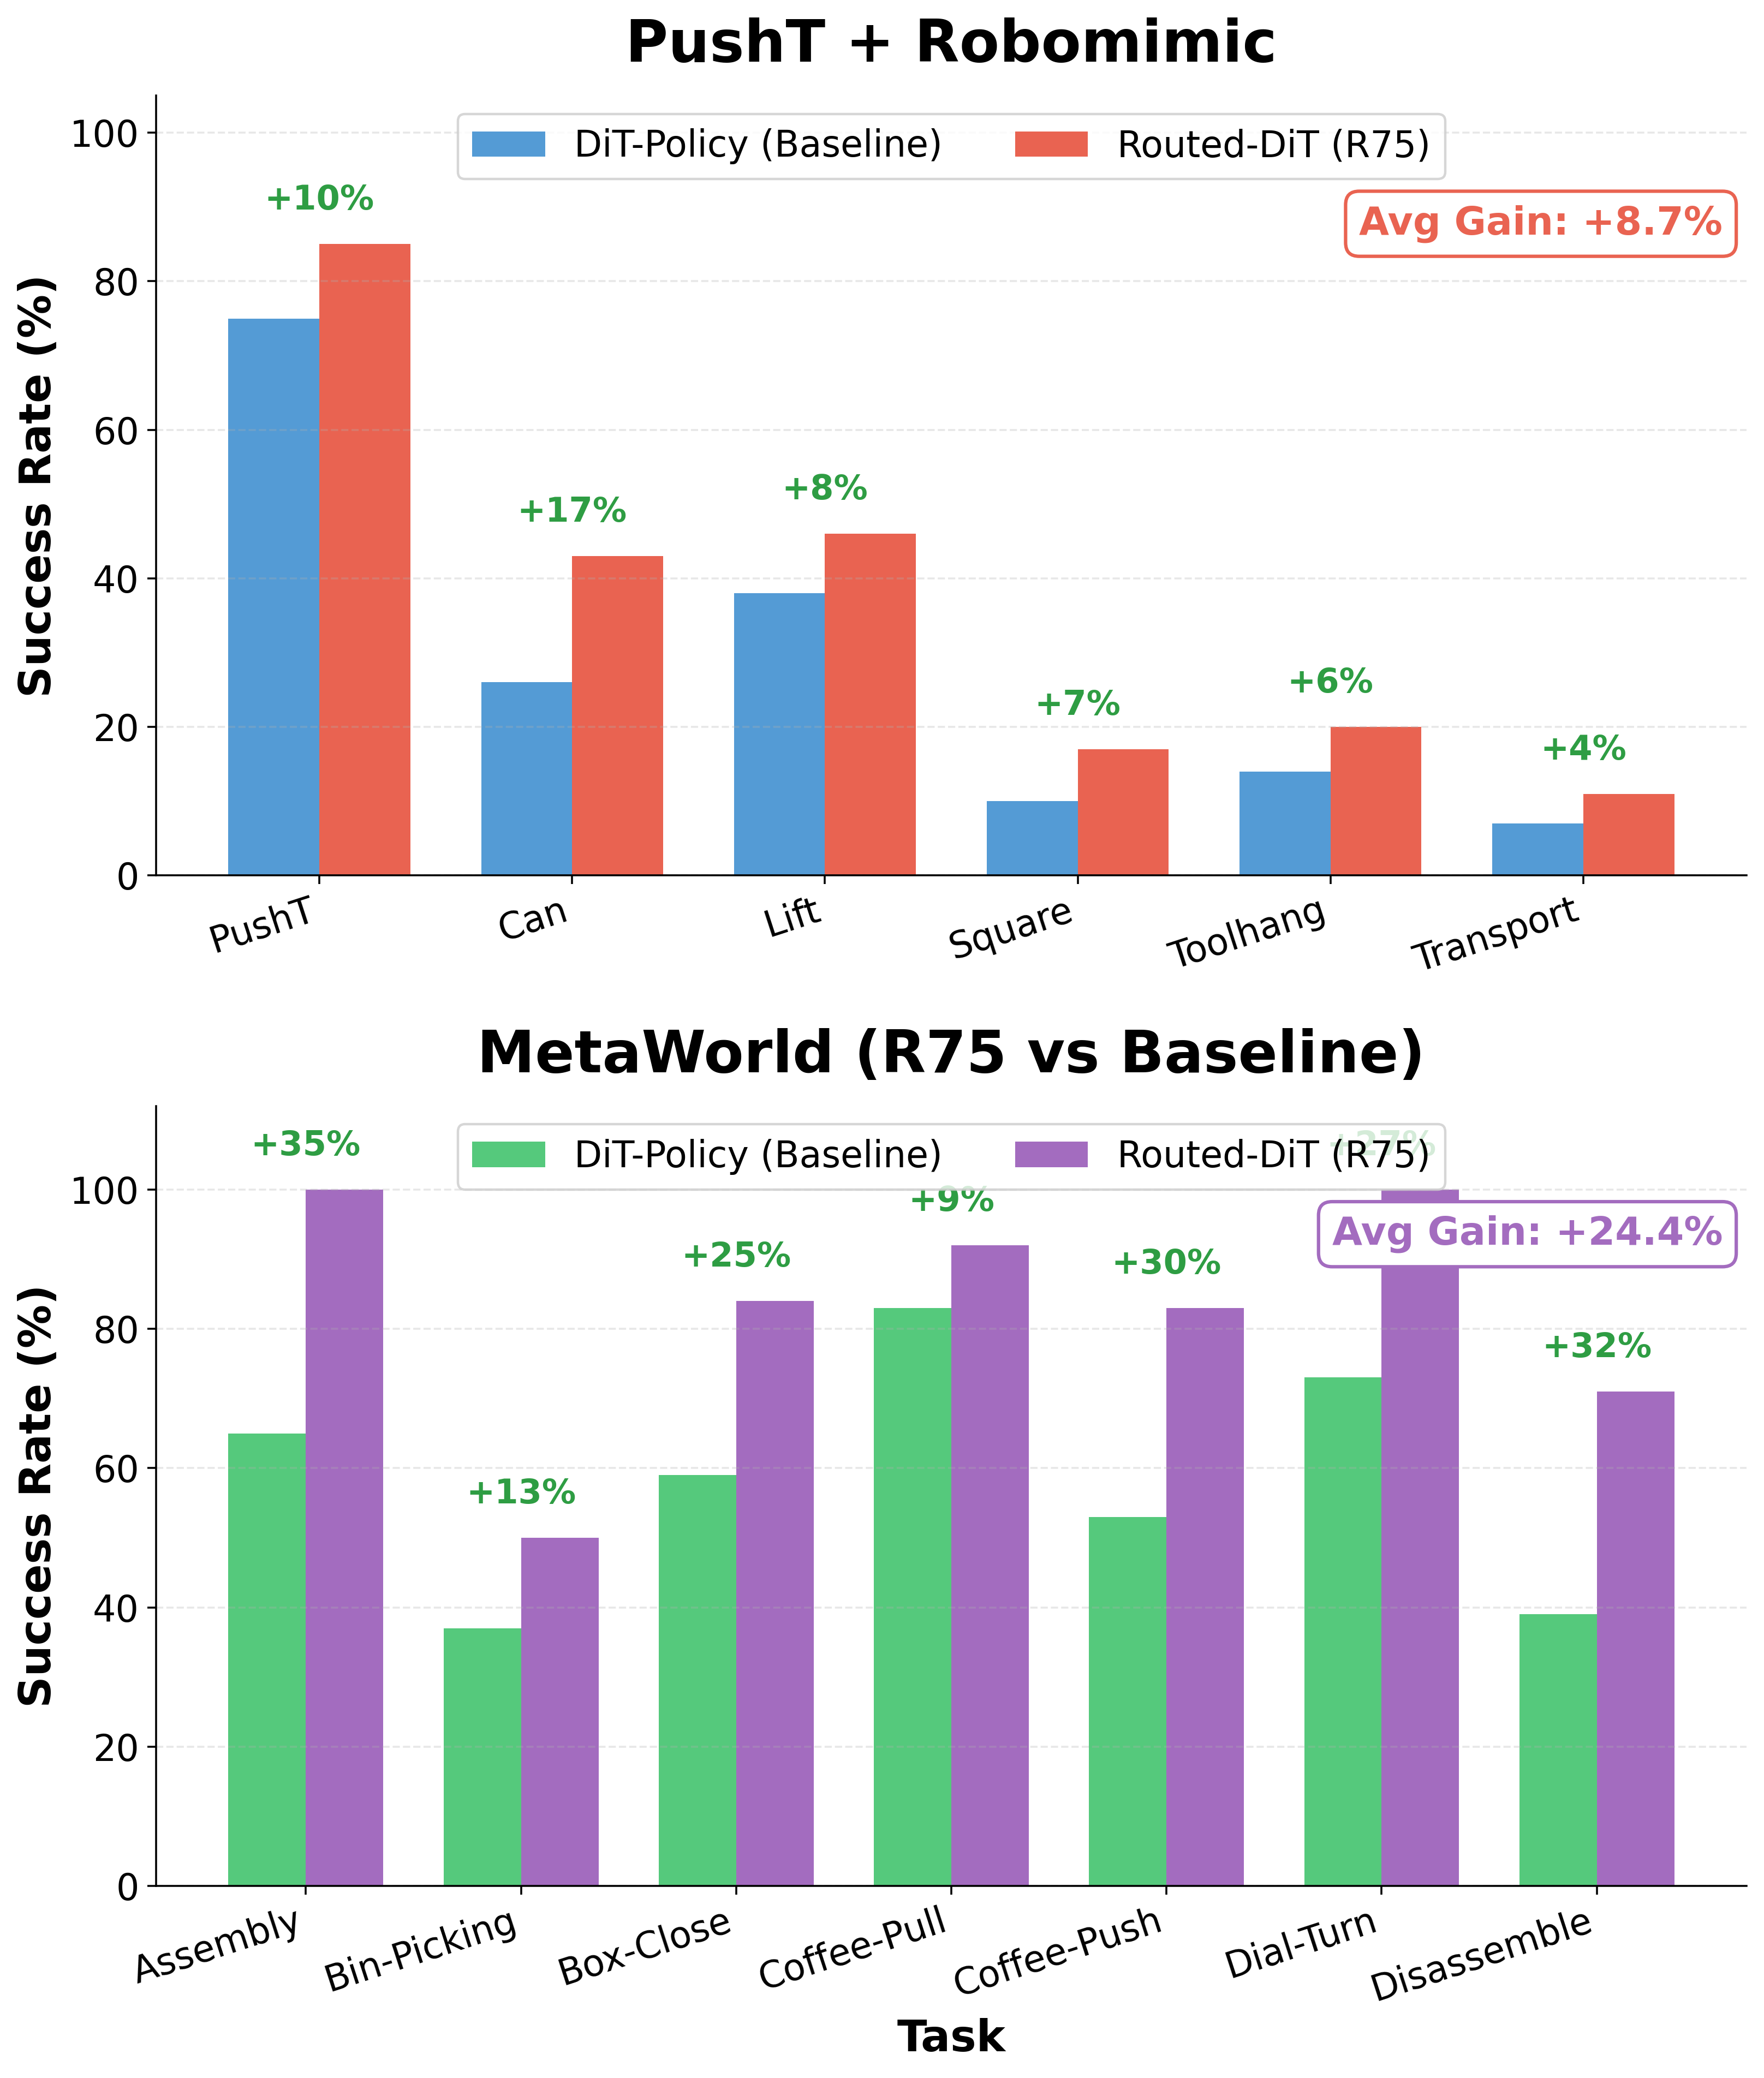 PushT + Robomimic
DiT-Policy (Baseline) Routed-DiT (R75)
Avg Gain: +8.7%
Success Rate (%)
100
80
60
40
20
0
+10%
+17%
+8%
+7%
+6%
+4%
PushT
Can
Lift
Square
Toolhang
Transport
MetaWorld (R75 vs Baseline)
DiT-Policy (Baseline) Routed-DiT (R75)
Avg Gain: +24.4%
Success Rate (%)
100
80
60
40
20
0
+35%
+13%
+25%
+9%
+30%
+27%
+32%
Assembly
Bin-Picking
Box-Close
Coffee-Pull
Coffee-Push
Dial-Turn
Disassemble
Task